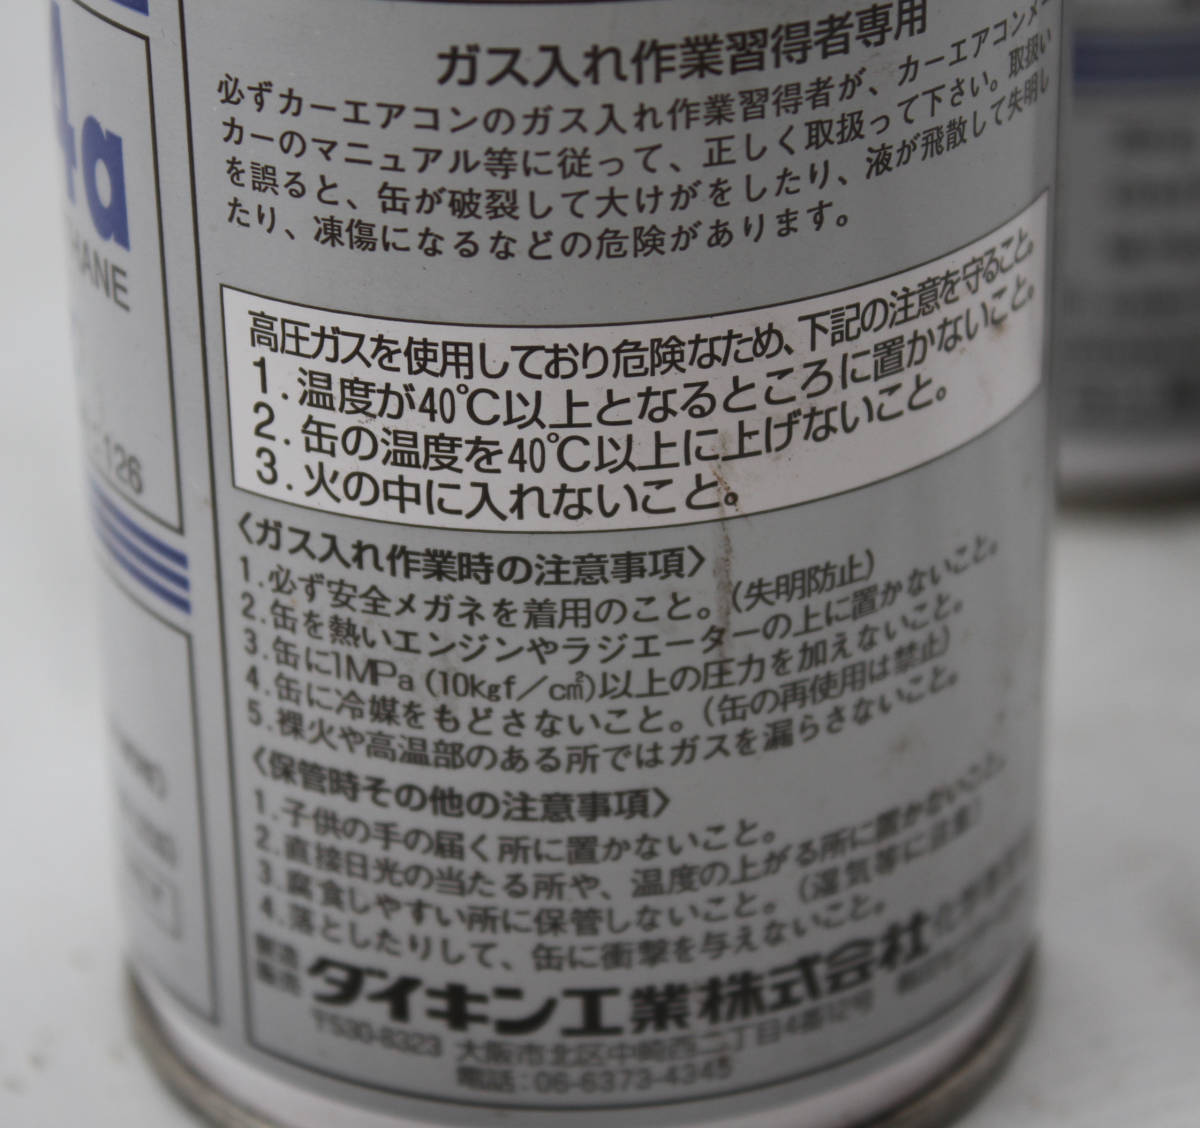 4a
HANE
126
ガス入れ作業習得者専用
必ずカーエアコンのガス入れ作業習得者が、カーエアコンメー
カーのマニュアル等に従って、正しく取扱って下さい。取扱い
を誤ると、缶が破裂して大けがをしたり、液が飛散して失明し
たり、凍傷になるなどの危険があります。
高圧ガスを使用しており危険なため、下記の注意を守ること。
1.温度が40℃以上となるところに置かないこと。
2.缶の温度を40℃以上に上げないこと。
3.火の中に入れないこと。
〈ガス入れ作業時の注意事項〉
1.必ず安全メガネを着用のこと。(失明防止)
2.缶を熱いエンジンやラジエーターの上に置かないこと。
3.缶に1MPa(10kgf/c㎡)以上の圧力を加えないこと。
4.缶に冷媒をもどさないこと。(缶の再使用は禁止)
5.裸火や高温部のある所ではガスを漏らさないこと。
〈保管時その他の注意事項〉
1.子供の手の届く所に置かないこと。
2.直接日光の当たる所や、温度の上がる所に置かないこと。
3.腐食しやすい所に保管しないこと。(湿気等に注意)
4.落としたりして、缶に衝撃を与えないこと。
製造
販売 ダイキン工業株式会社
〒530-8323 大阪市北区中崎西二丁目4番12号
電話:06-6373-4345